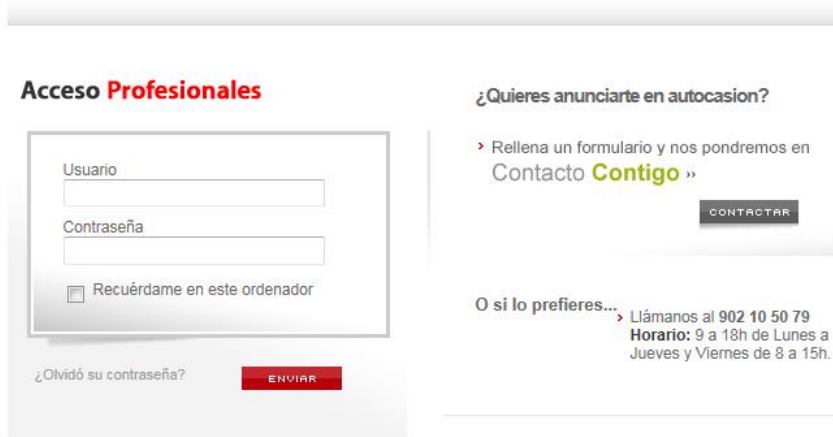 Acceso Profesionales
Usuario
Contraseña
Recuérdame en este ordenador
¿Olvidó su contraseña?
ENVIAR
¿Quieres anunciarte en autocasion?
Rellena un formulario y nos pondremos en
Contacto Contigo ››
CONTACTAR
O si lo prefieres...
Llámanos al 902 10 50 79
Horario: 9 a 18h de Lunes a
Jueves y Viernes de 8 a 15h.